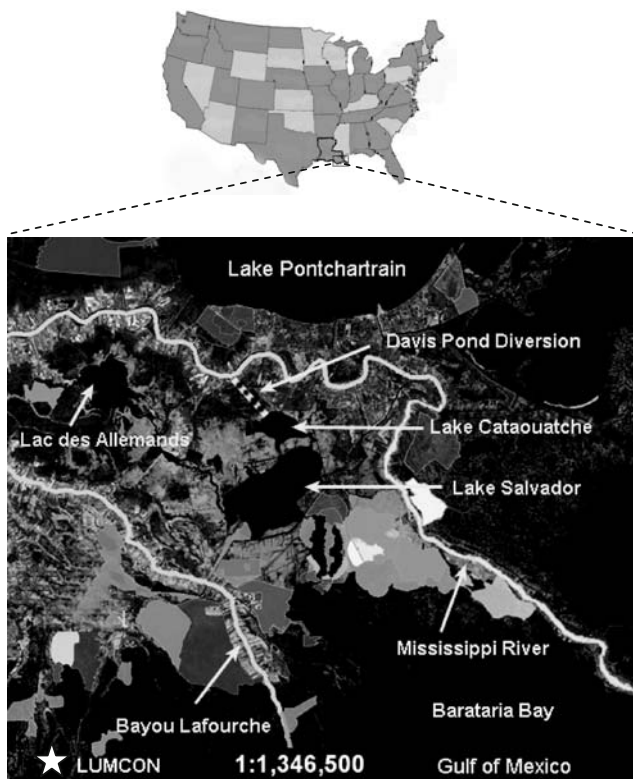 Lake Pontchartrain
Davis Pond Diversion
Lac des Allemands
Lake Cataouatche
Lake Salvador
Mississippi River
Bayou Lafourche
Barataria Bay
LUMCON 1:1,346,500 Gulf of Mexico